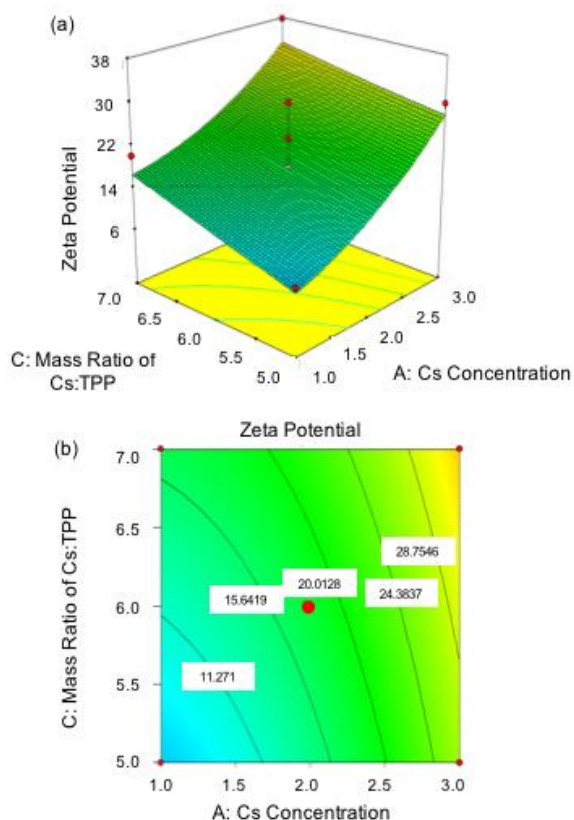 (a)
38
30
22
14
6
Zeta Potential
7.0
6.5
6.0
5.5
5.0
C: Mass Ratio of
Cs:TPP
3.0
2.5
2.0
1.5
1.0
A: Cs Concentration
Zeta Potential
(b)
7.0
6.5
6.0
5.5
5.0
C: Mass Ratio of Cs:TPP
28.7546
24.3837
20.0128
15.6419
11.271
1.0 1.5 2.0 2.5 3.0
A: Cs Concentration